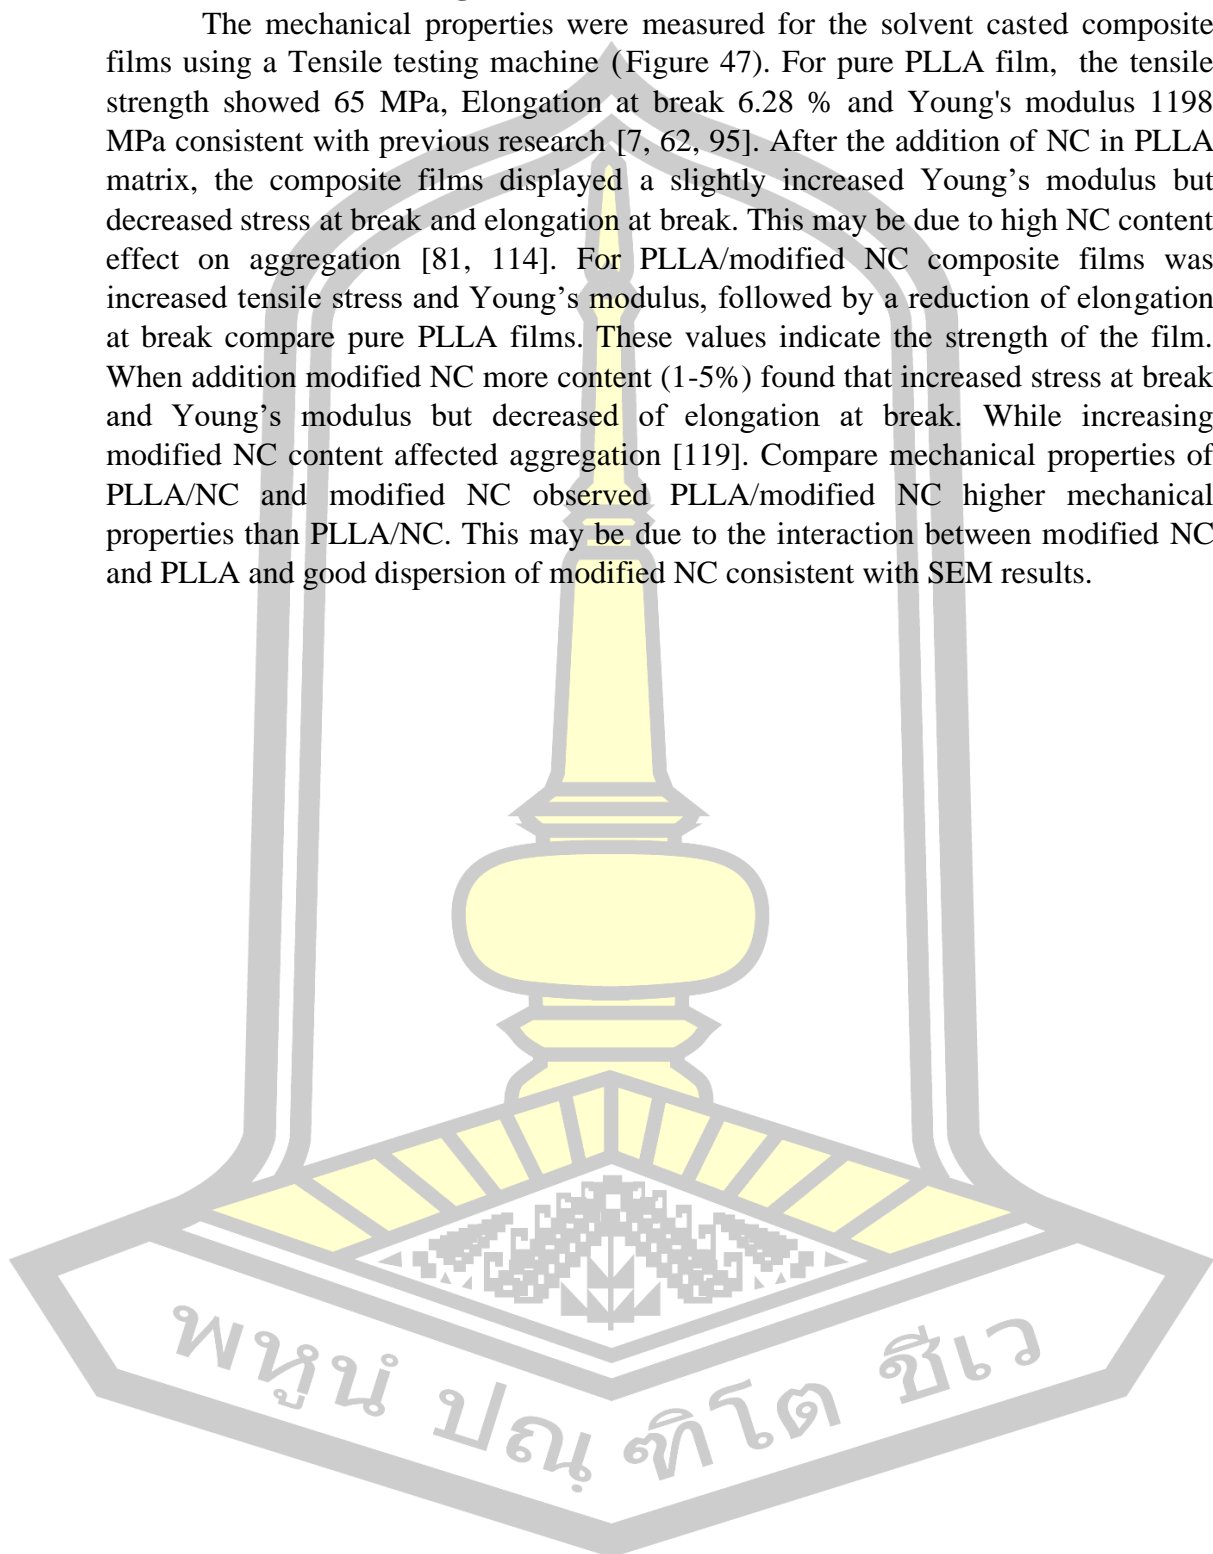 The mechanical properties were measured for the solvent casted composite
films using a Tensile testing machine (Figure 47). For pure PLLA film, the tensile
strength showed 65 MPa, Elongation at break 6.28 % and Young's modulus 1198
MPa consistent with previous research [7, 62, 95]. After the addition of NC in PLLA
matrix, the composite films displayed a slightly increased Young’s modulus but
decreased stress at break and elongation at break. This may be due to high NC content
effect on aggregation [81, 114]. For PLLA/modified NC composite films was
increased tensile stress and Young’s modulus, followed by a reduction of elongation
at break compare pure PLLA films. These values indicate the strength of the film.
When addition modified NC more content (1-5%) found that increased stress at break
and Young’s modulus but decreased of elongation at break. While increasing
modified NC content affected aggregation [119]. Compare mechanical properties of
PLLA/NC and modified NC observed PLLA/modified NC higher mechanical
properties than PLLA/NC. This may be due to the interaction between modified NC
and PLLA and good dispersion of modified NC consistent with SEM results.
พหูนํ ปณฺฑิโต ชีเว